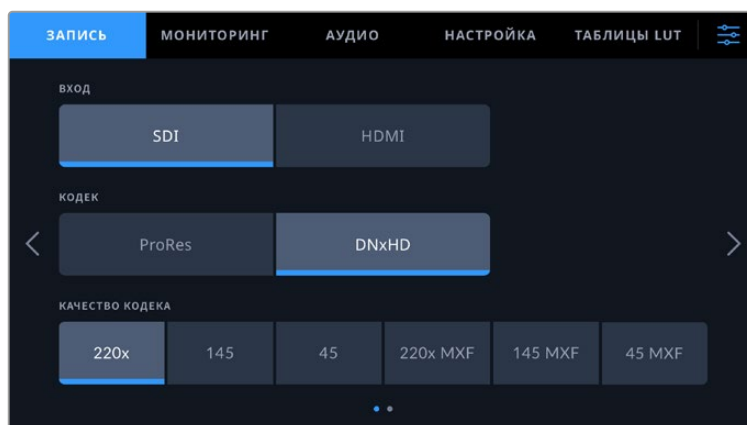 ЗАПИСЬ МОНИТОРИНГ АУДИО НАСТРОЙКА ТАБЛИЦЫ LUT
ВХОД
SDI HDMI
КОДЕК
ProRes DNxHD
КАЧЕСТВО КОДЕКА
220x 145 45 220x MXF 145 MXF 45 MXF